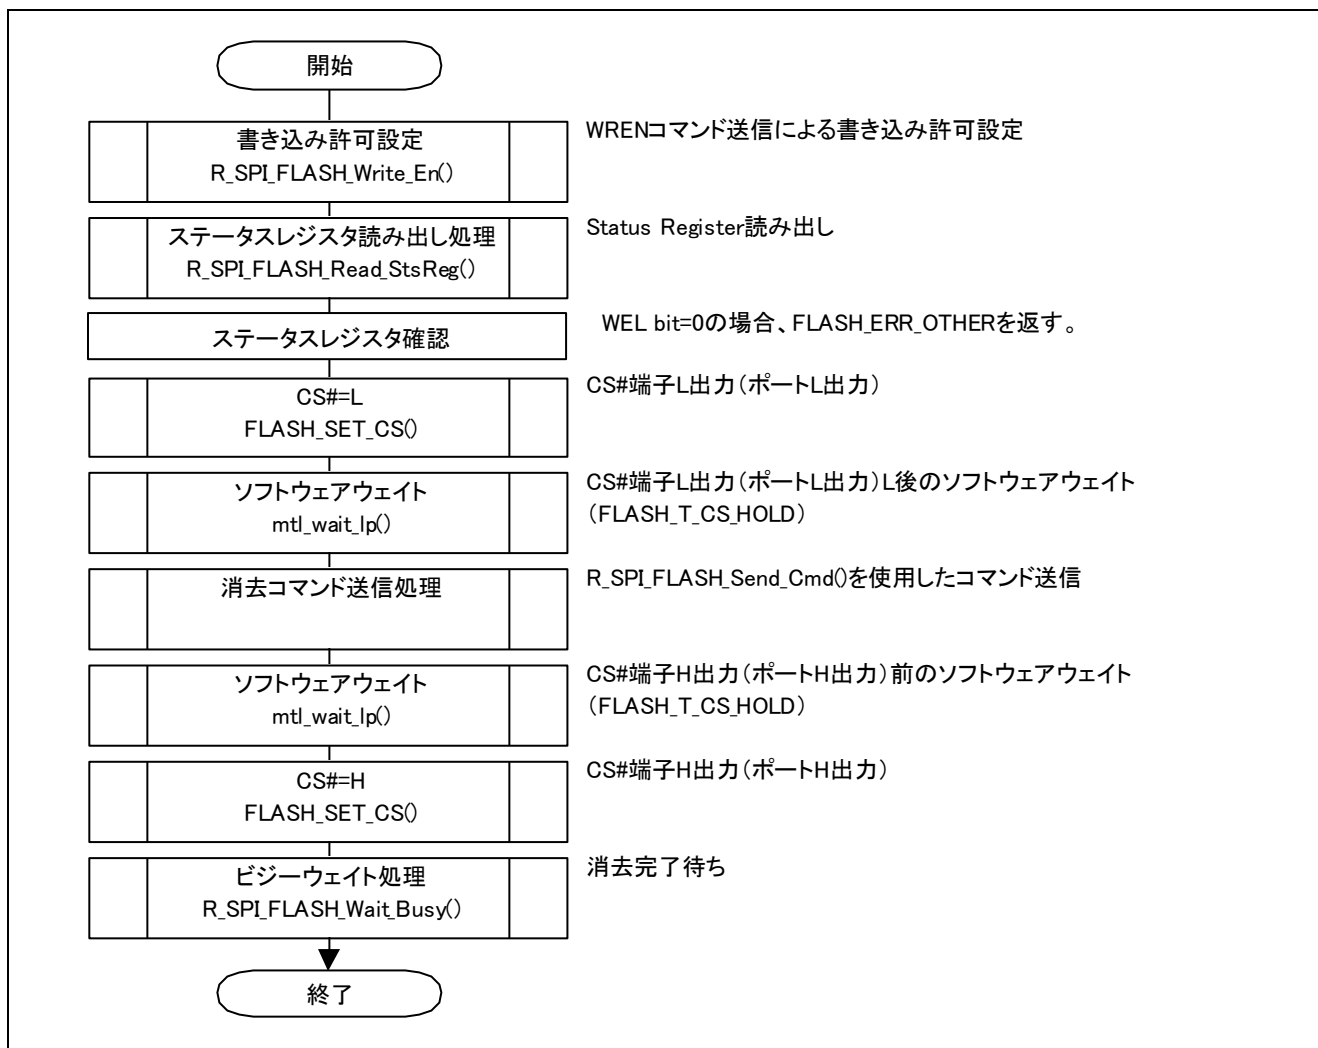 開始
書き込み許可設定
R_SPI_FLASH_Write_En()
WRENコマンド送信による書き込み許可設定
ステータスレジスタ読み出し処理
R_SPI_FLASH_Read_StsReg()
Status Register読み出し
ステータスレジスタ確認
WEL bit=0の場合、FLASH_ERR_OTHERを返す。
CS#=L
FLASH_SET_CS()
CS#端子L出力(ポートL出力)
ソフトウェアウェイト
mtl_wait_lp()
CS#端子L出力(ポートL出力)L後のソフトウェアウェイト
(FLASH_T_CS_HOLD)
消去コマンド送信処理
R_SPI_FLASH_Send_Cmd()を使用したコマンド送信
ソフトウェアウェイト
mtl_wait_lp()
CS#端子H出力(ポートH出力)前のソフトウェアウェイト
(FLASH_T_CS_HOLD)
CS#=H
FLASH_SET_CS()
CS#端子H出力(ポートH出力)
ビジーウェイト処理
R_SPI_FLASH_Wait_Busy()
消去完了待ち
終了